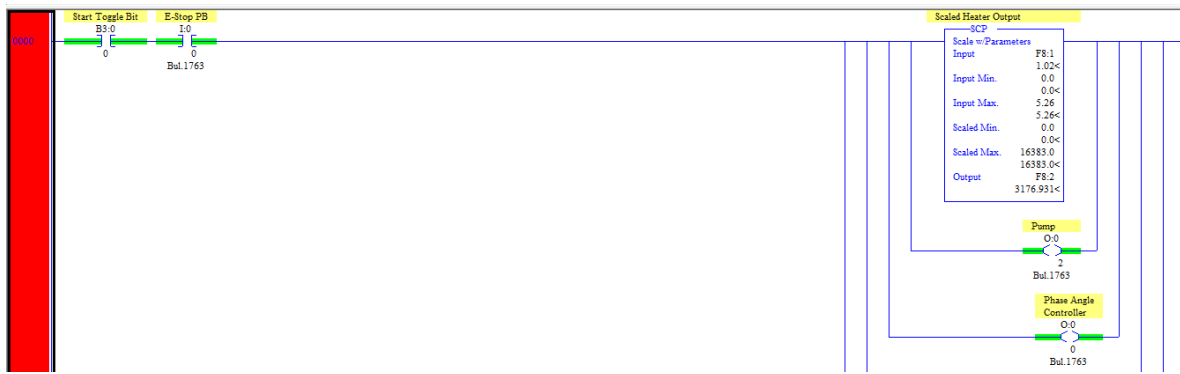 Start Toggle Bit
E-Stop PB
B3:0
I:0
0000
0
0
Bul.1763
Scaled Heater Output
SCP
Scale w/Parameters
Input F8:1
1.02<
Input Min. 0.0
0.0<
Input Max. 5.26
5.26<
Scaled Min. 0.0
0.0<
Scaled Max. 16383.0
16383.0<
Output F8:2
3176.931<
Pump
O:0
2
Bul.1763
Phase Angle
Controller
O:0
0
Bul.1763